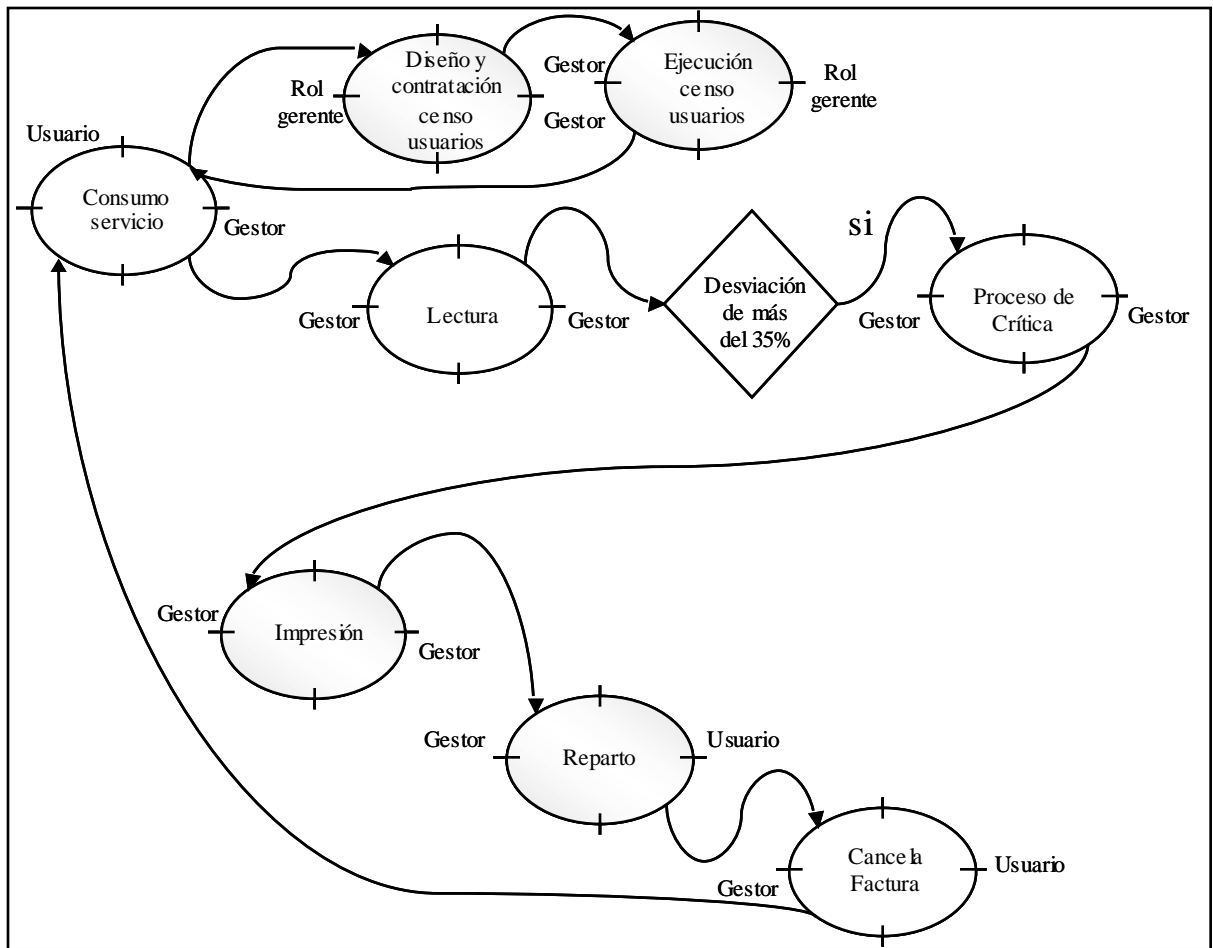 Diseño y
contratación
censo
usuarios
Rol
gerente
Gestor
Gestor
Ejecución
censo
usuarios
Rol
gerente
Usuario
Consumo
servicio
Gestor
Gestor
Lectura
Gestor
Desviación
de más
del 35%
si
Gestor
Proceso de
Crítica
Gestor
Gestor
Impresión
Gestor
Gestor
Reparto
Usuario
Gestor
Cancela
Factura
Usuario